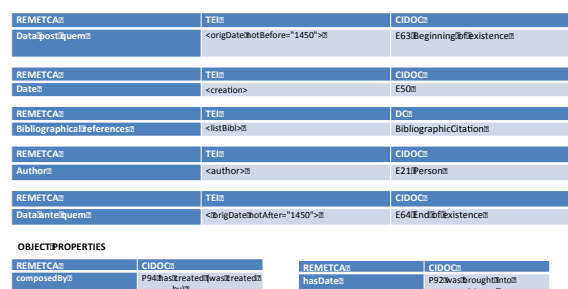 REMETCA TEI CIDOC
Data post quem <origDate notBefore="1450"> E63 Beginning of existence
REMETCA TEI CIDOC
Date <creation> E50
REMETCA TEI DC
Bibliographical references <listBibl> BibliographicCitation
REMETCA TEI CIDOC
Author <author> E21 Person
REMETCA TEI CIDOC
Data ante quem <origDate notAfter="1450"> E64 End of existence
OBJECT PROPERTIES
REMETCA CIDOC
composedBy P94 has created (was created
by)
REMETCA CIDOC
hasDate P92 was brought into